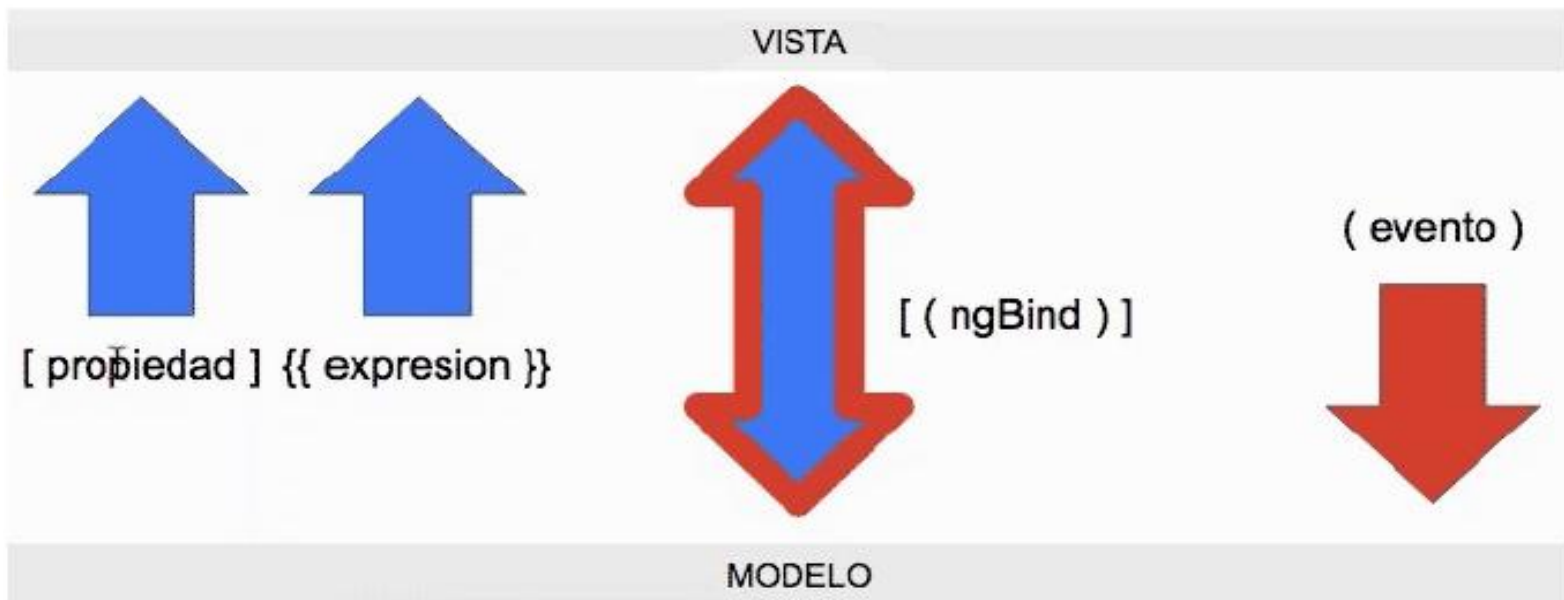 VISTA
( evento )
[ ( ngBind ) ]
[ propiedad ] {{ expresion }}
MODELO